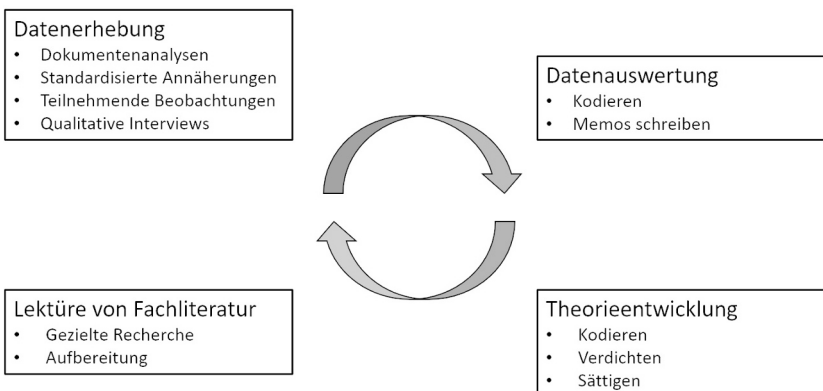 Datenerhebung
• Dokumentenanalysen
• Standardisierte Annäherungen
• Teilnehmende Beobachtungen
• Qualitative Interviews
Datenauswertung
• Kodieren
• Memos schreiben
Lektüre von Fachliteratur
• Gezielte Recherche
• Aufbereitung
Theorieentwicklung
• Kodieren
• Verdichten
• Sättigen